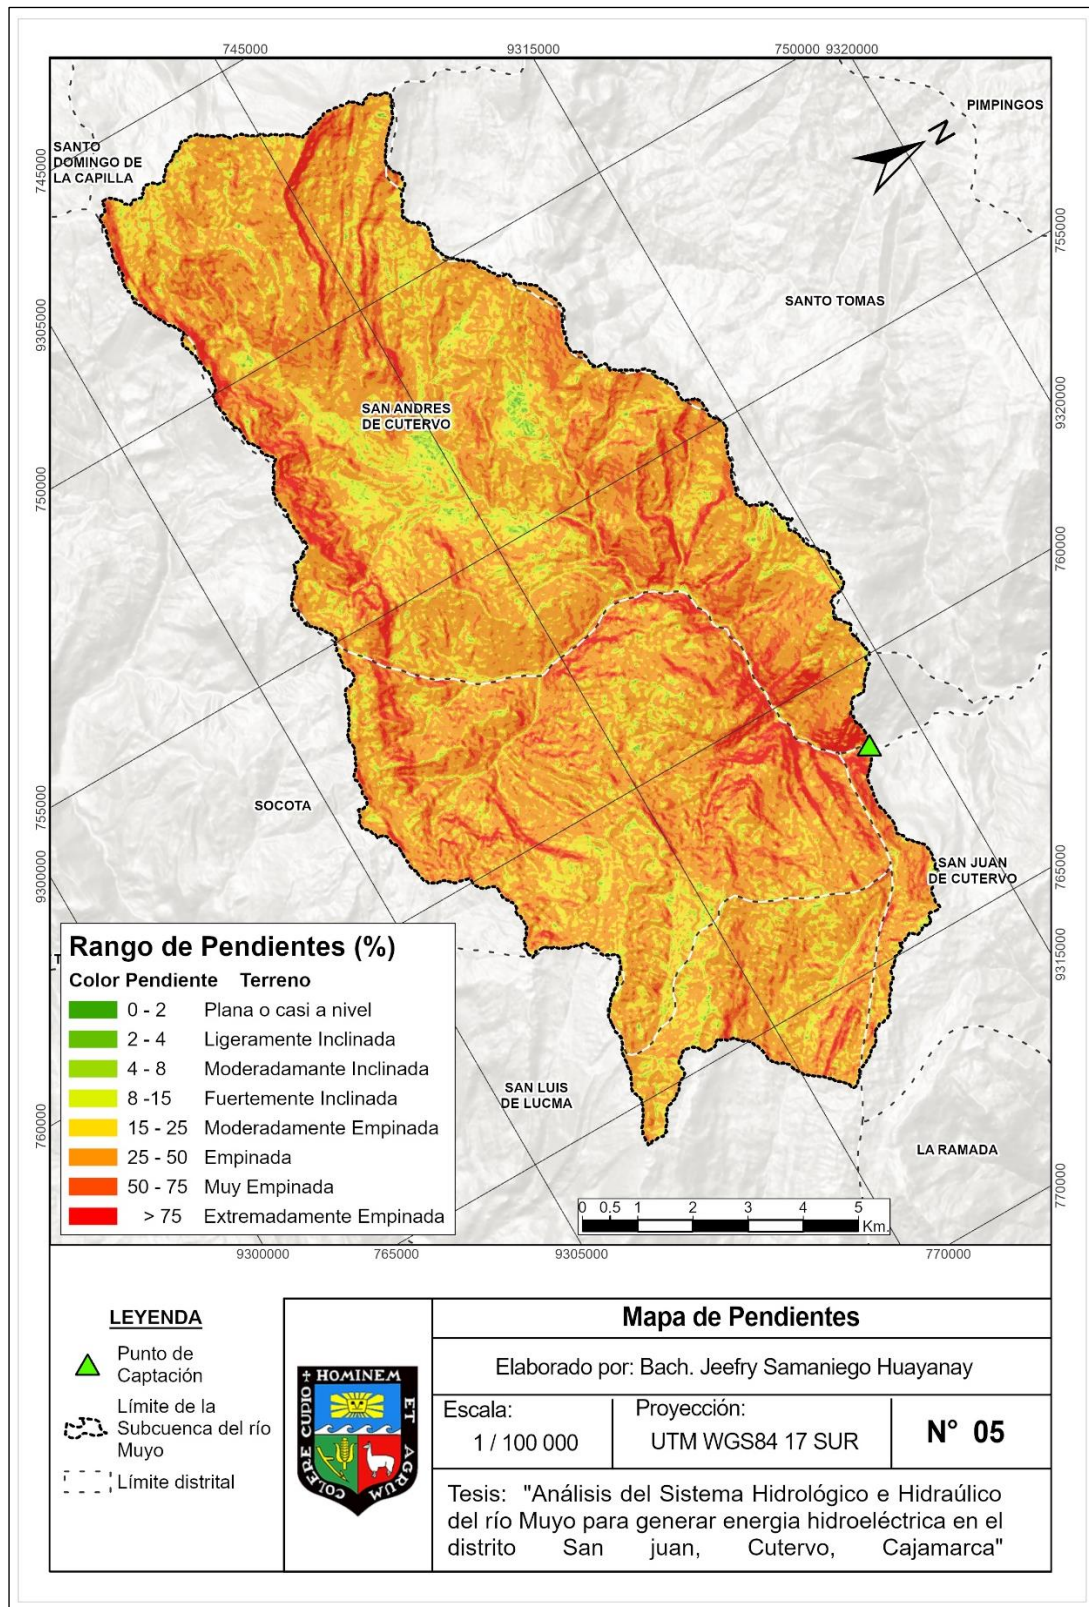 745000
9315000
750000
9320000
PIMPINGOS
SANTO
DOMINGO DE
LA CAPILLA
N
745000
755000
SANTO TOMAS
9305000
9320000
SAN ANDRES
DE CUTERVO
750000
760000
SOCOTA
755000
SAN JUAN
DE CUTERVO
765000
9300000
9315000
Rango de Pendientes (%)
Color Pendiente Terreno
0 - 2 Plana o casi a nivel
2 - 4 Ligeramente Inclinada
4 - 8 Moderadamante Inclinada
8 -15 Fuertemente Inclinada
15 - 25 Moderadamente Empinada
25 - 50 Empinada
50 - 75 Muy Empinada
> 75 Extremadamente Empinada
SAN LUIS
DE LUCMA
760000
LA RAMADA
770000
0 0.5 1 2 3 4 5
Km.
9300000
765000
9305000
770000
LEYENDA
Punto de
Captación
Límite de la
Subcuenca del río
Muyo
Límite distrital
COLERE CUPIO + HOMINEM ET AGRUM
Mapa de Pendientes
Elaborado por: Bach. Jeefry Samaniego Huayanay
Escala:
1 / 100 000
Proyección:
UTM WGS84 17 SUR
N° 05
Tesis: "Análisis del Sistema Hidrológico e Hidraúlico
del río Muyo para generar energia hidroeléctrica en el
distrito San juan, Cutervo, Cajamarca"